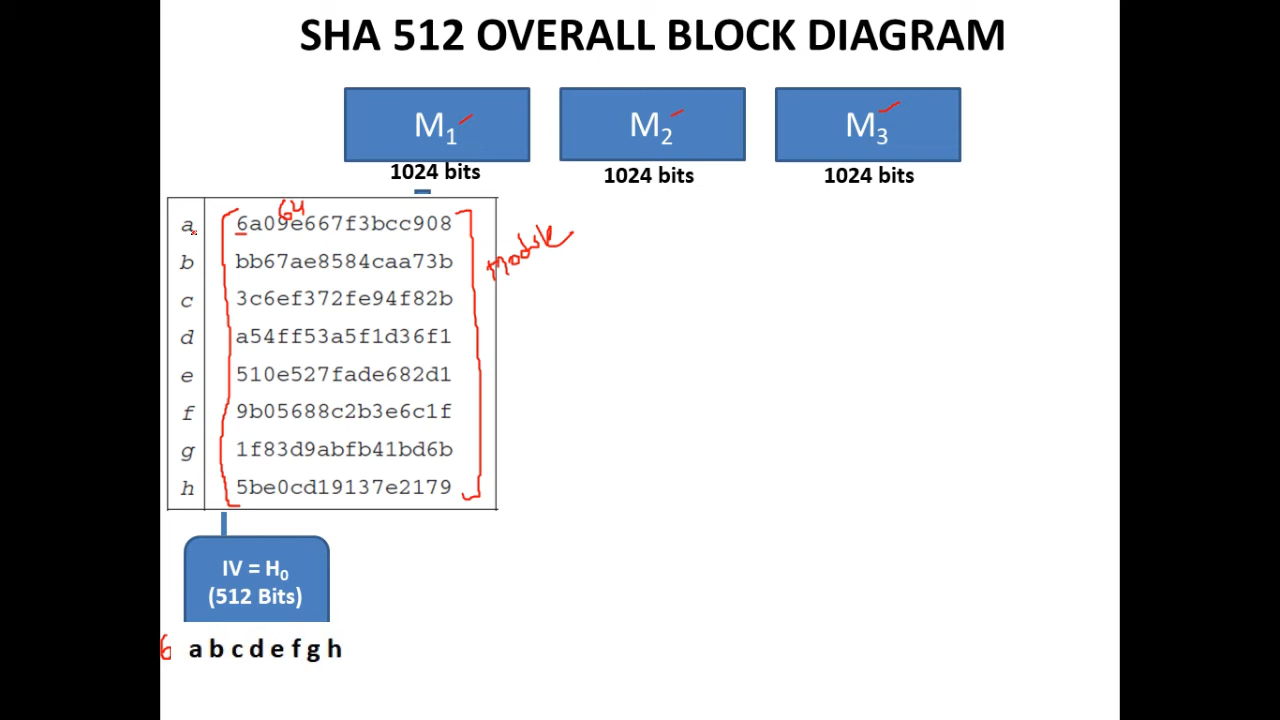 SHA 512 OVERALL BLOCK DIAGRAM
M1 M2 M3
1024 bits 1024 bits 1024 bits
64
a 6a09e667f3bcc908
Module
b bb67ae8584caa73b
c 3c6ef372fe94f82b
d a54ff53a5f1d36f1
e 510e527fade682d1
f 9b05688c2b3e6c1f
g 1f83d9abfb41bd6b
h 5be0cd19137e2179
IV = H0
(512 Bits)
6 a b c d e f g h